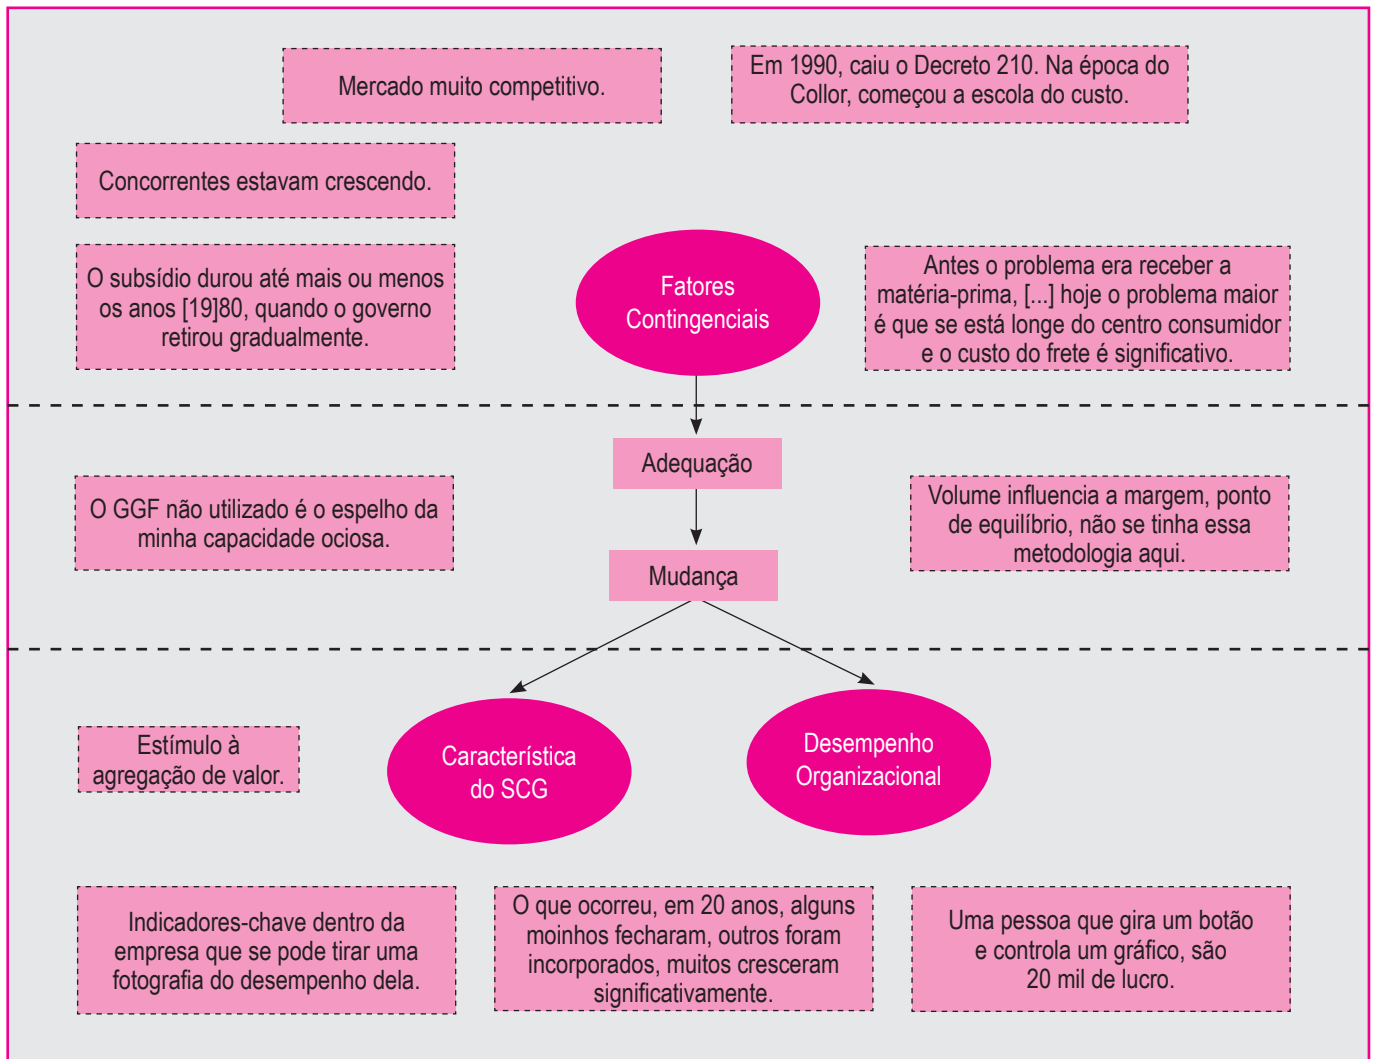 Mercado muito competitivo.
Em 1990, caiu o Decreto 210. Na época do
Collor, começou a escola do custo.
Concorrentes estavam crescendo.
O subsídio durou até mais ou menos
os anos [19]80, quando o governo
retirou gradualmente.
Fatores
Contingenciais
Antes o problema era receber a
matéria-prima, [...] hoje o problema maior
é que se está longe do centro consumidor
e o custo do frete é significativo.
Adequação
O GGF não utilizado é o espelho da
minha capacidade ociosa.
Volume influencia a margem, ponto
de equilíbrio, não se tinha essa
metodologia aqui.
Mudança
Estímulo à
agregação de valor.
Característica
do SCG
Desempenho
Organizacional
Indicadores-chave dentro da
empresa que se pode tirar uma
fotografia do desempenho dela.
O que ocorreu, em 20 anos, alguns
moinhos fecharam, outros foram
incorporados, muitos cresceram
significativamente.
Uma pessoa que gira um botão
e controla um gráfico, são
20 mil de lucro.